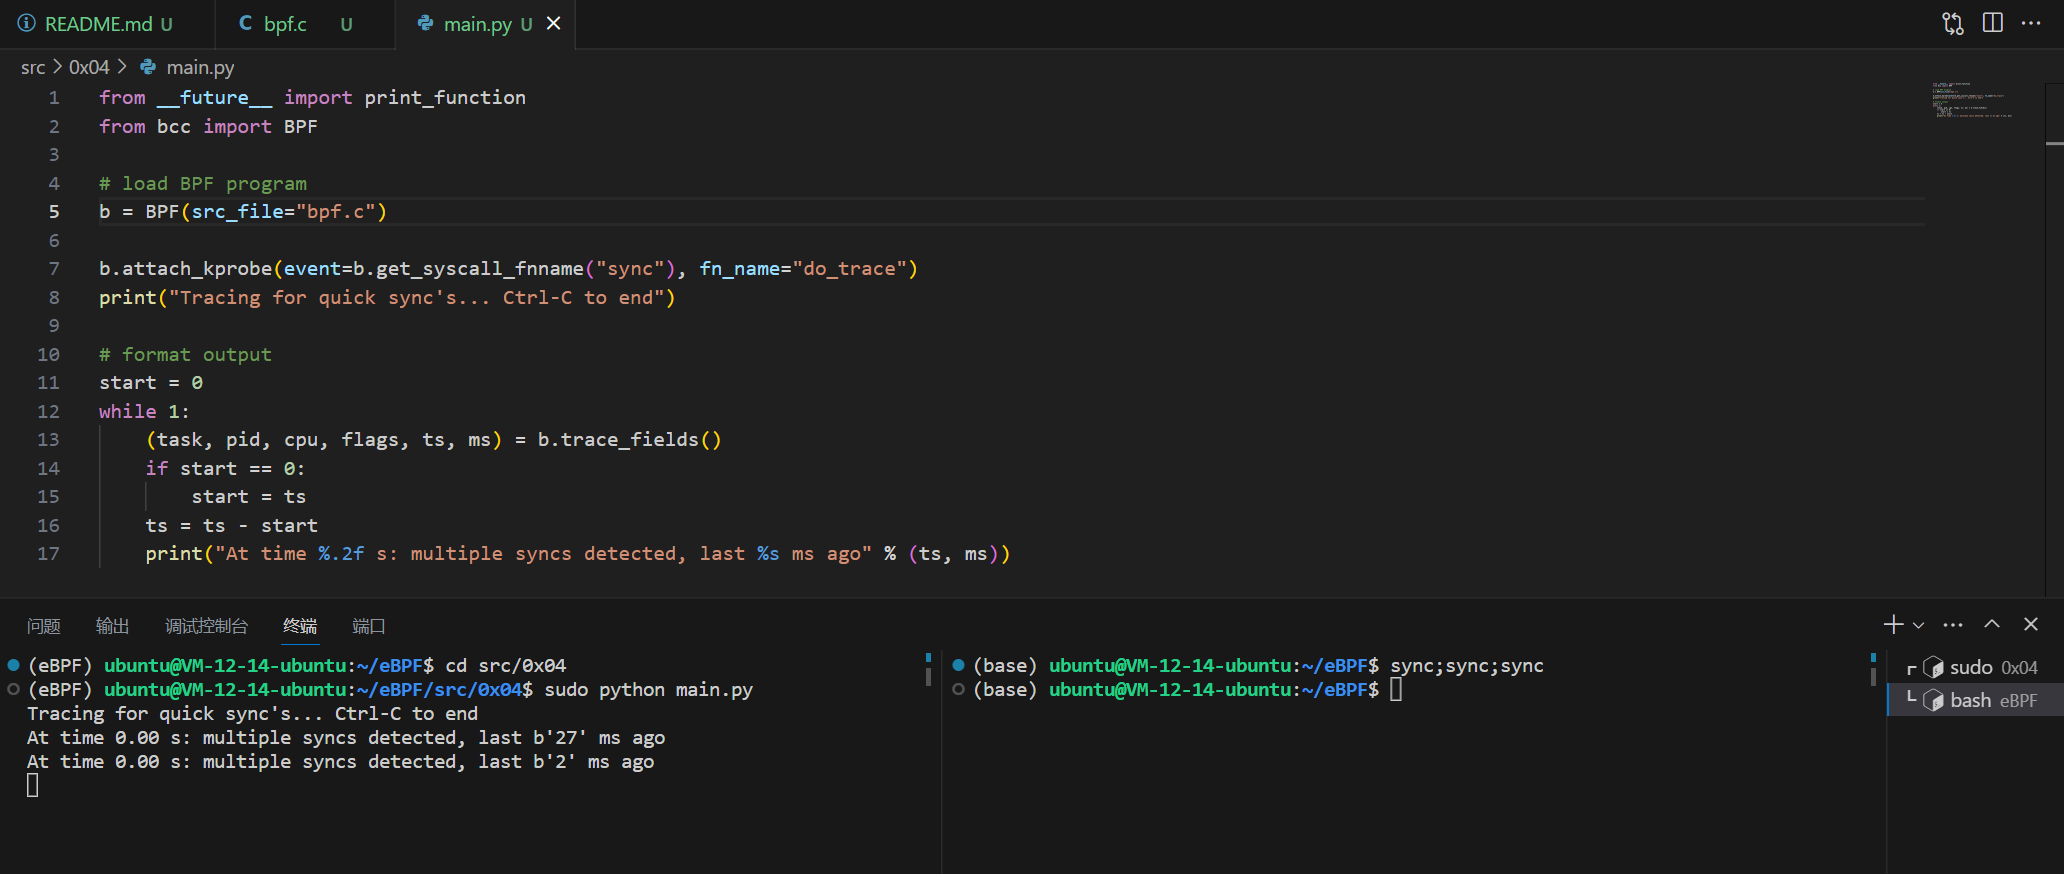 README.md U
C bpf.c U
main.py U
src > 0x04 > main.py
1 from __future__ import print_function
2 from bcc import BPF
3
4 # load BPF program
5 b = BPF(src_file="bpf.c")
6
7 b.attach_kprobe(event=b.get_syscall_fnname("sync"), fn_name="do_trace")
8 print("Tracing for quick sync's... Ctrl-C to end")
9
10 # format output
11 start = 0
12 while 1:
13     (task, pid, cpu, flags, ts, ms) = b.trace_fields()
14     if start == 0:
15         start = ts
16     ts = ts - start
17     print("At time %.2f s: multiple syncs detected, last %s ms ago" % (ts, ms))
问题 输出 调试控制台 终端 端口
(eBPF) ubuntu@VM-12-14-ubuntu:~/eBPF$ cd src/0x04
(eBPF) ubuntu@VM-12-14-ubuntu:~/eBPF/src/0x04$ sudo python main.py
Tracing for quick sync's... Ctrl-C to end
At time 0.00 s: multiple syncs detected, last b'27' ms ago
At time 0.00 s: multiple syncs detected, last b'2' ms ago
(base) ubuntu@VM-12-14-ubuntu:~/eBPF$ sync;sync;sync
(base) ubuntu@VM-12-14-ubuntu:~/eBPF$
sudo 0x04
bash eBPF